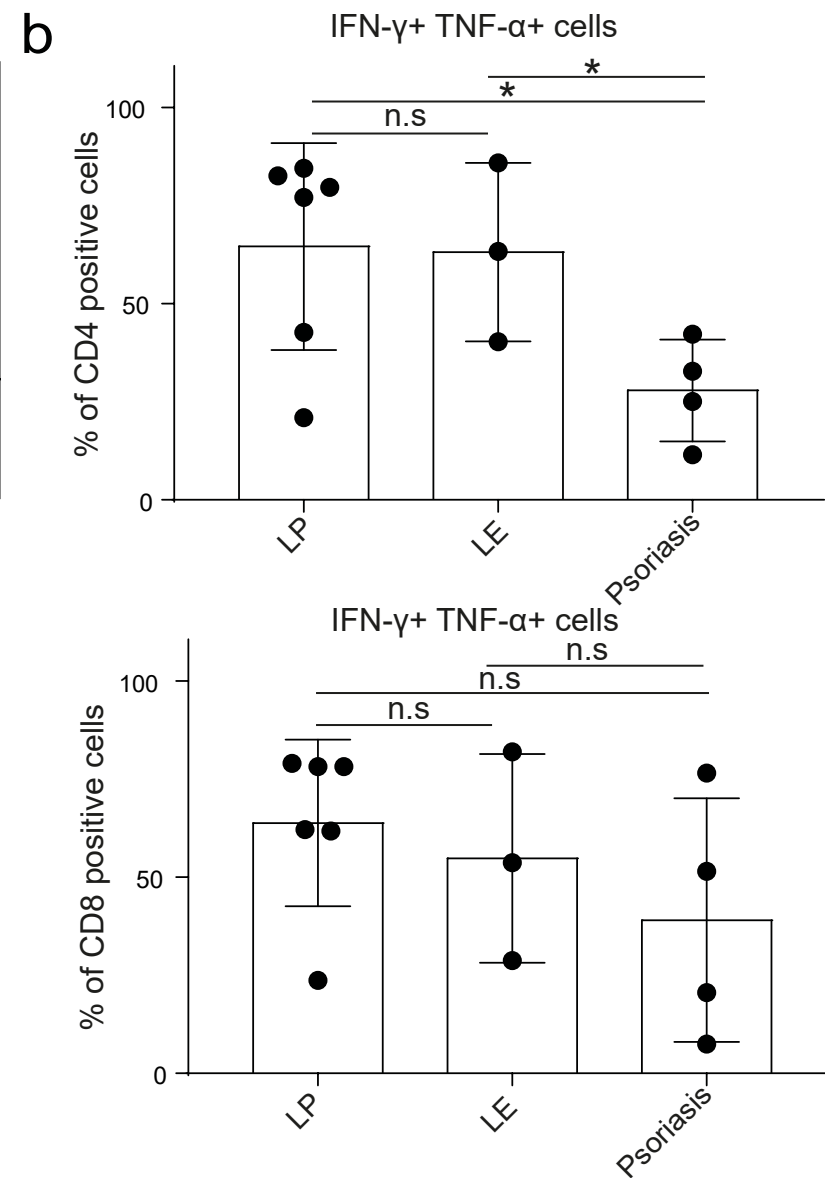 b
IFN-γ+ TNF-α+ cells
*
*
n.s
100
50
0
% of CD4 positive cells
LP
LE
Psoriasis
IFN-γ+ TNF-α+ cells
n.s
n.s
n.s
100
50
0
% of CD8 positive cells
LP
LE
Psoriasis